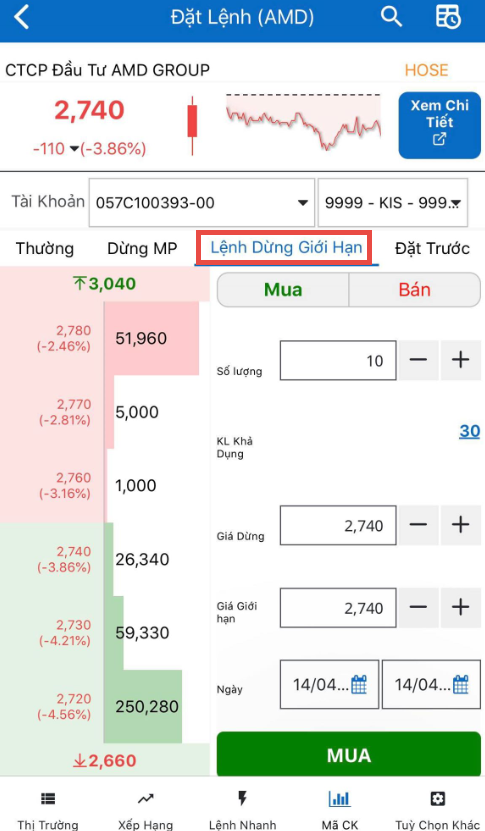 Đặt Lệnh (AMD)
CTCP Đầu Tư AMD GROUP HOSE
2,740
-110 (-3.86%)
Xem Chi
Tiết
Tài Khoản 057C100393-00 9999 - KIS - 999...
Thường Dừng MP Lệnh Dừng Giới Hạn Đặt Trước
3,040
2,780
(-2.46%)
51,960
2,770
(-2.81%)
5,000
2,760
(-3.16%)
1,000
2,740
(-3.86%)
26,340
2,730
(-4.21%)
59,330
2,720
(-4.56%)
250,280
2,660
Mua Bán
Số lượng 10 − +
KL Khả
Dụng
30
Giá Dừng 2,740 − +
Giá Giới
hạn
2,740 − +
Ngày 14/04... 14/04...
MUA
Thị Trường Xếp Hạng Lệnh Nhanh Mã CK Tuỳ Chọn Khác